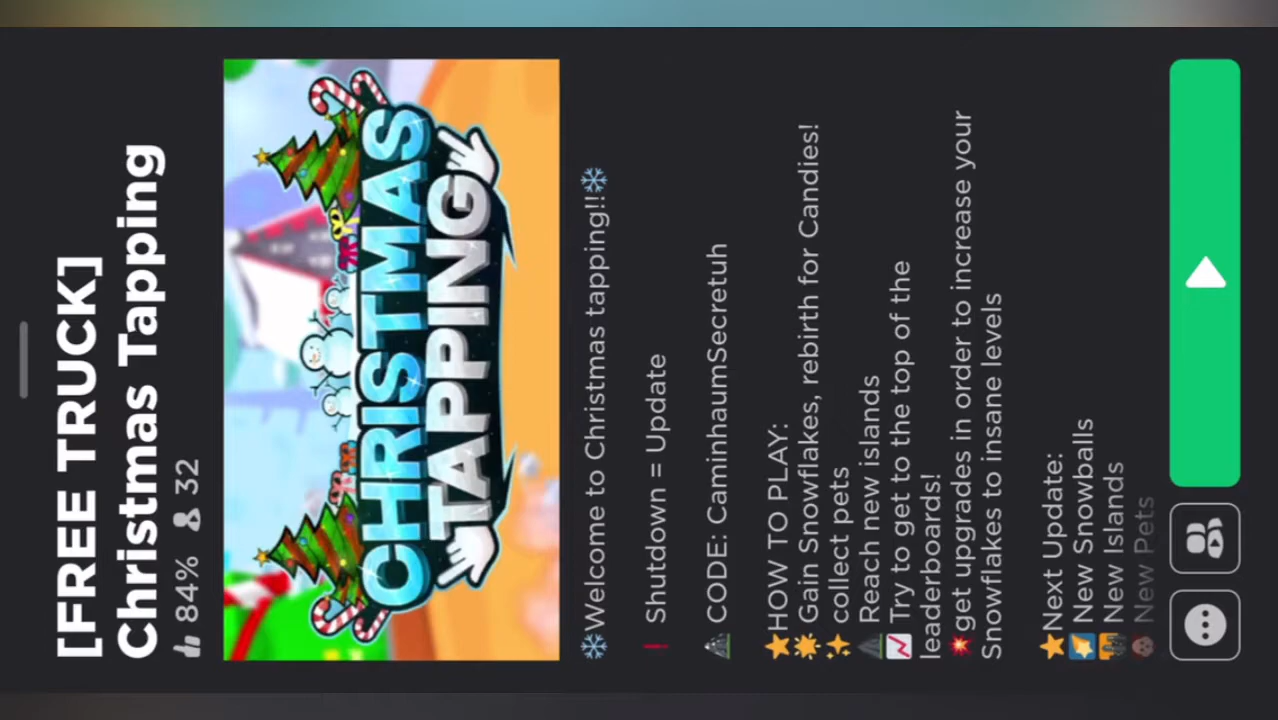 [FREE TRUCK]
Christmas Tapping
84% 32
CHRISTMAS
TAPPING
❄️Welcome to Christmas tapping!!❄️
❗ Shutdown = Update
CODE: CaminhaumSecretuh
⭐HOW TO PLAY:
🌟Gain Snowflakes, rebirth for Candies!
✨collect pets
Reach new islands
📈Try to get to the top of the
leaderboards!
💥get upgrades in order to increase your
Snowflakes to insane levels
⭐Next Update:
New Snowballs
New Islands
New Pets